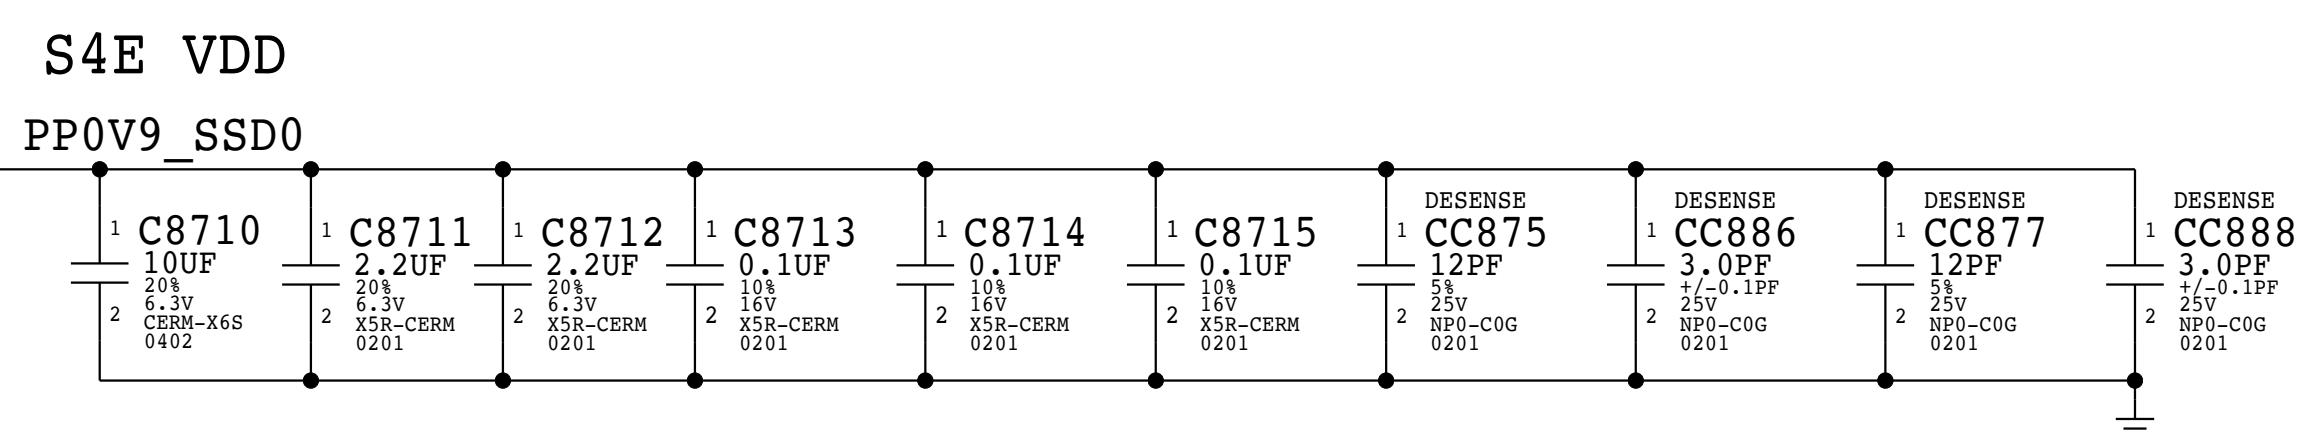 S4E VDD
PP0V9_SSD0
1 C8710
10UF
20%
6.3V
2 CERM-X6S
0402
1 C8711
2.2UF
20%
6.3V
2 X5R-CERM
0201
1 C8712
2.2UF
20%
6.3V
2 X5R-CERM
0201
1 C8713
0.1UF
10%
16V
2 X5R-CERM
0201
1 C8714
0.1UF
10%
16V
2 X5R-CERM
0201
1 C8715
0.1UF
10%
16V
2 X5R-CERM
0201
DESENSE
1 CC875
12PF
5%
25V
2 NP0-C0G
0201
DESENSE
1 CC886
3.0PF
+/-0.1PF
25V
2 NP0-C0G
0201
DESENSE
1 CC877
12PF
5%
25V
2 NP0-C0G
0201
DESENSE
1 CC888
3.0PF
+/-0.1PF
25V
2 NP0-C0G
0201